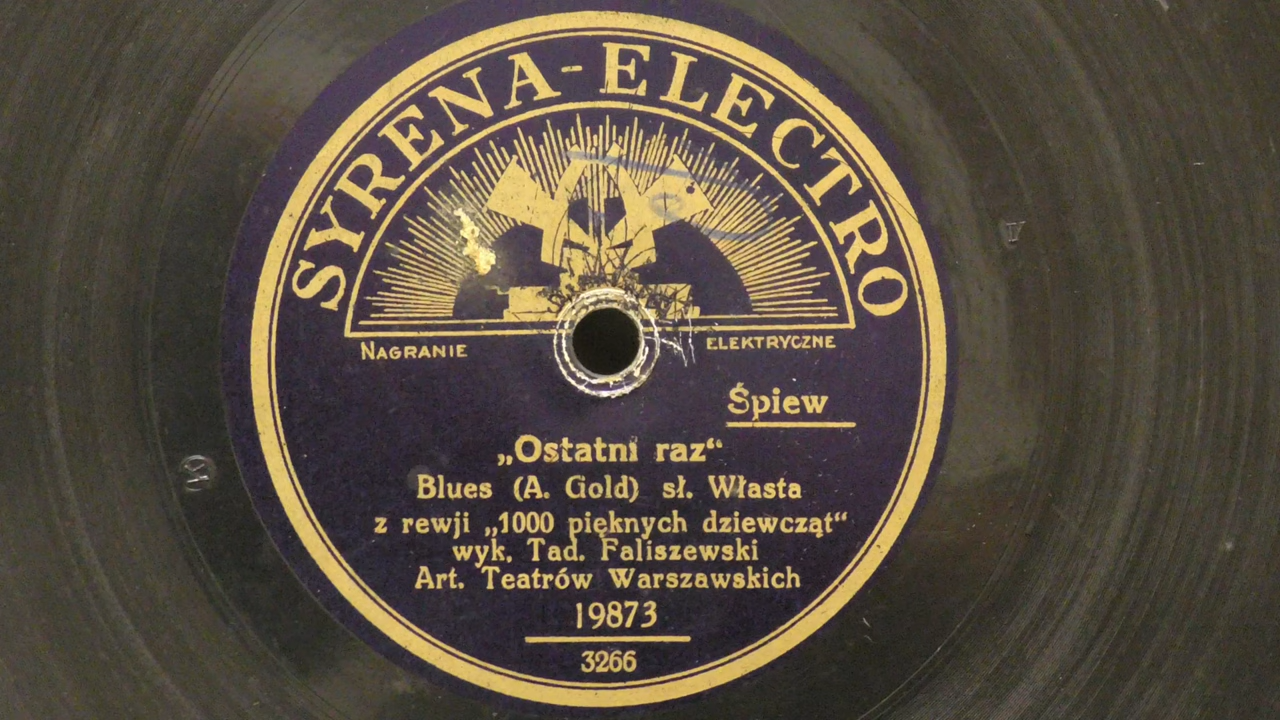 SYRENA-ELECTRO
NAGRANIE ELEKTRYCZNE
Śpiew
„Ostatni raz“
Blues (A. Gold) sł. Własta
z rewji „1000 pięknych dziewcząt“
wyk. Tad. Faliszewski
Art. Teatrów Warszawskich
19873
3266